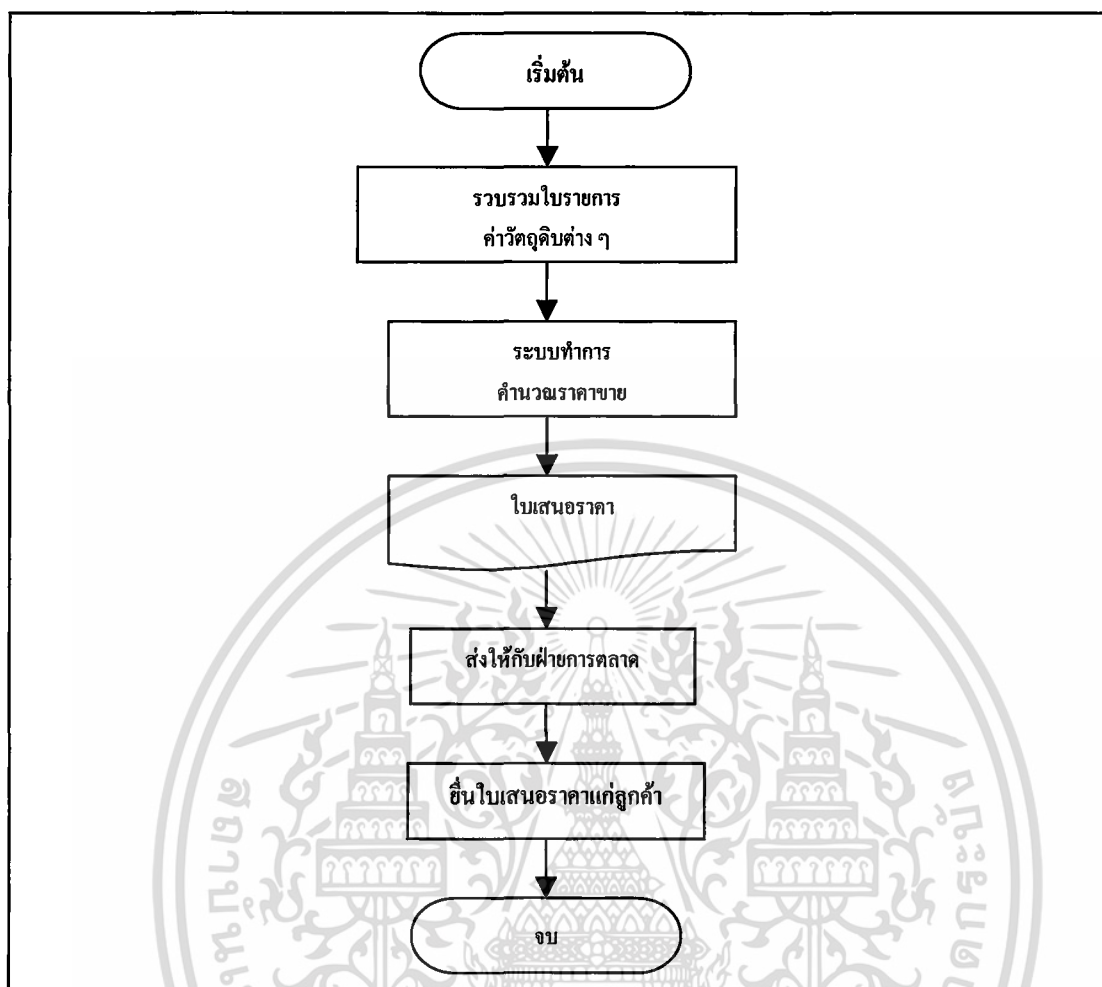 เริ่มต้น
รวบรวมใบรายการ
ค่าวัตถุดิบต่าง ๆ
ระบบทำการ
คำนวณราคาขาย
ใบเสนอราคา
ส่งให้กับฝ่ายการตลาด
ยื่นใบเสนอราคาแก่ลูกค้า
จบ